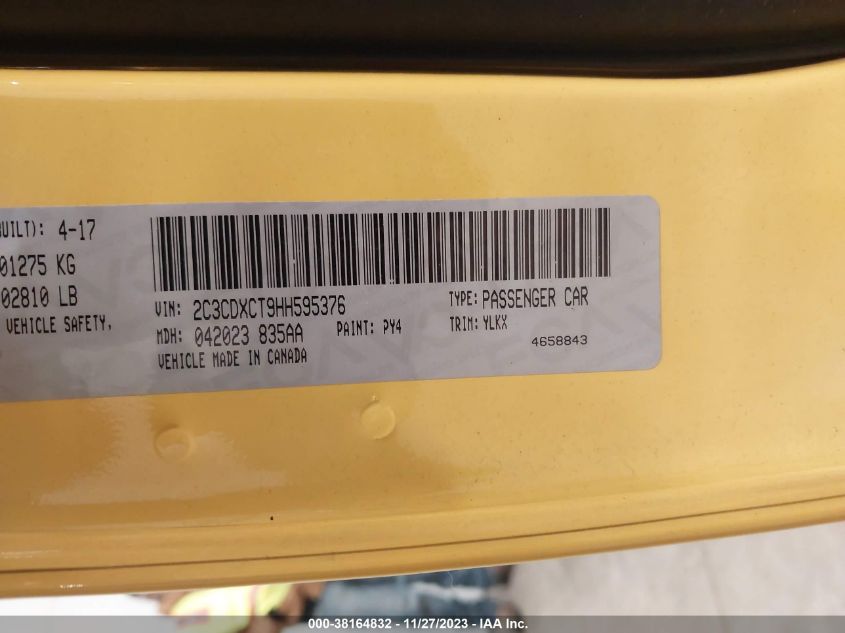 BUILT): 4-17
01275 KG
02810 LB
VEHICLE SAFETY,
VIN: 2C3CDXCT9HH595376
TYPE: PASSENGER CAR
MDH: 042023 835AA
PAINT: PY4
TRIM: YLKX
VEHICLE MADE IN CANADA
4658843
000-38164832 - 11/27/2023 - IAA Inc.